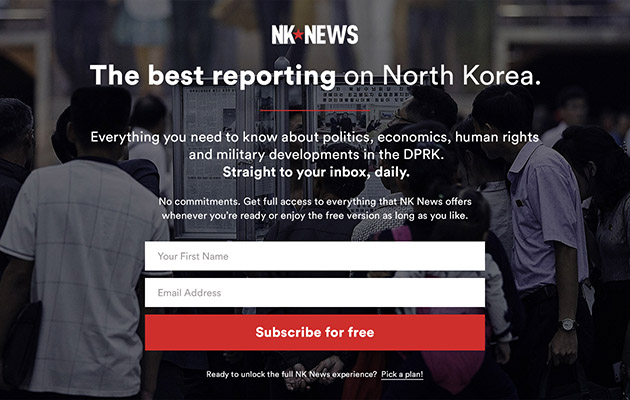 NK★NEWS
The best reporting on North Korea.
Everything you need to know about politics, economics, human rights
and military developments in the DPRK.
Straight to your inbox, daily.
No commitments. Get full access to everything that NK News offers
whenever you're ready or enjoy the free version as long as you like.
Your First Name
Email Address
Subscribe for free
Ready to unlock the full NK News experience? Pick a plan!